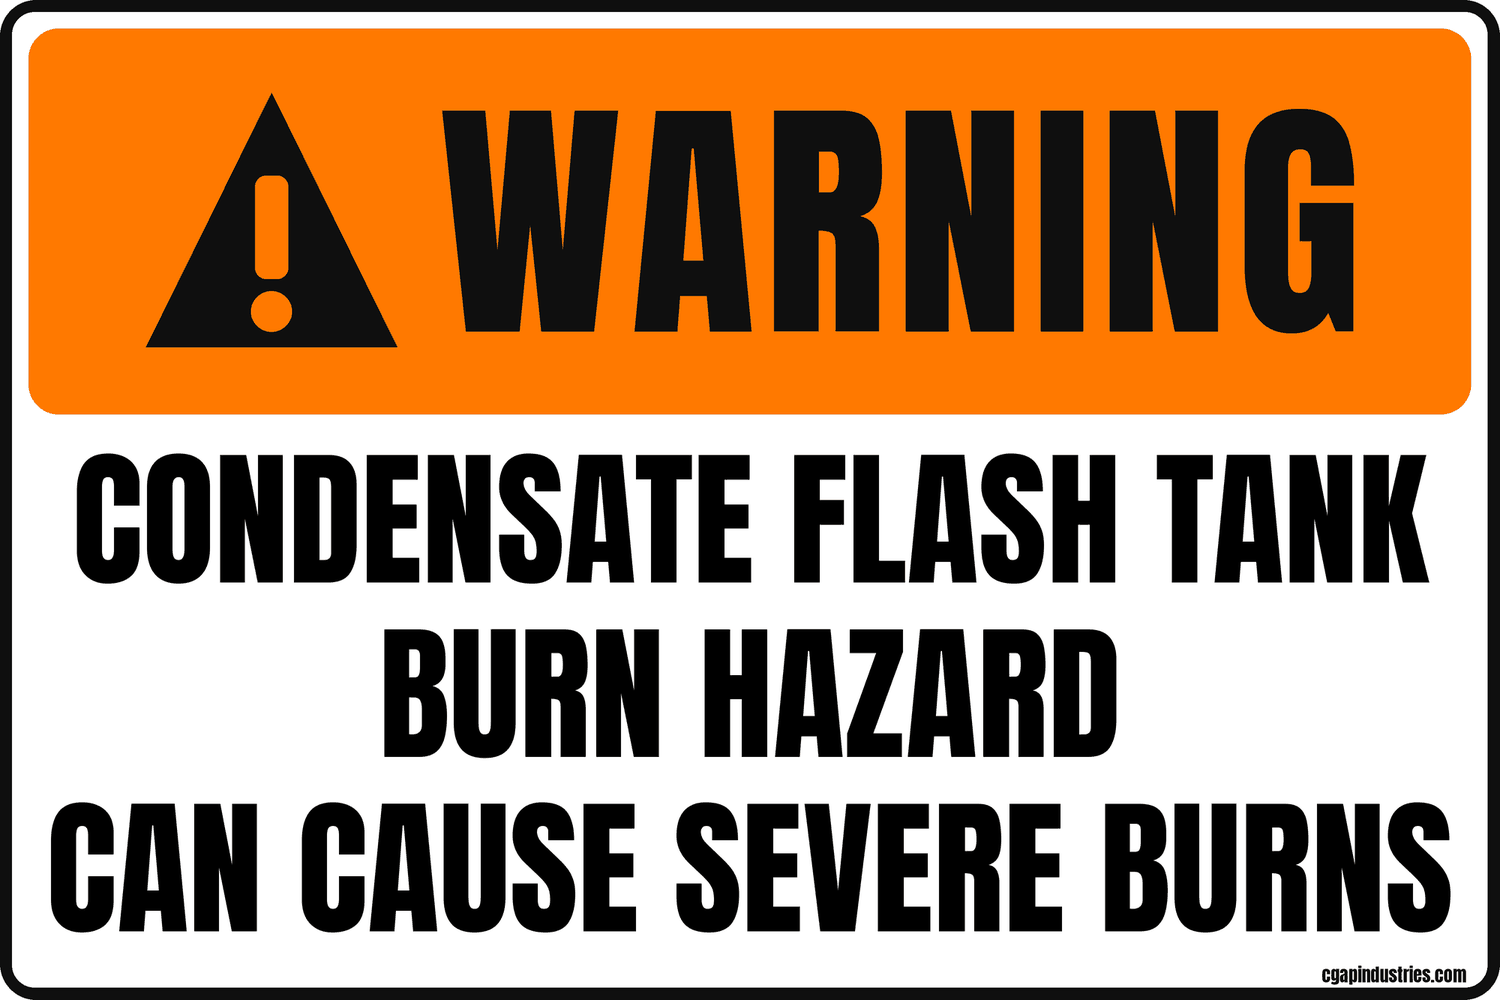 WARNING
CONDENSATE FLASH TANK
BURN HAZARD
CAN CAUSE SEVERE BURNS
cgapindustries.com